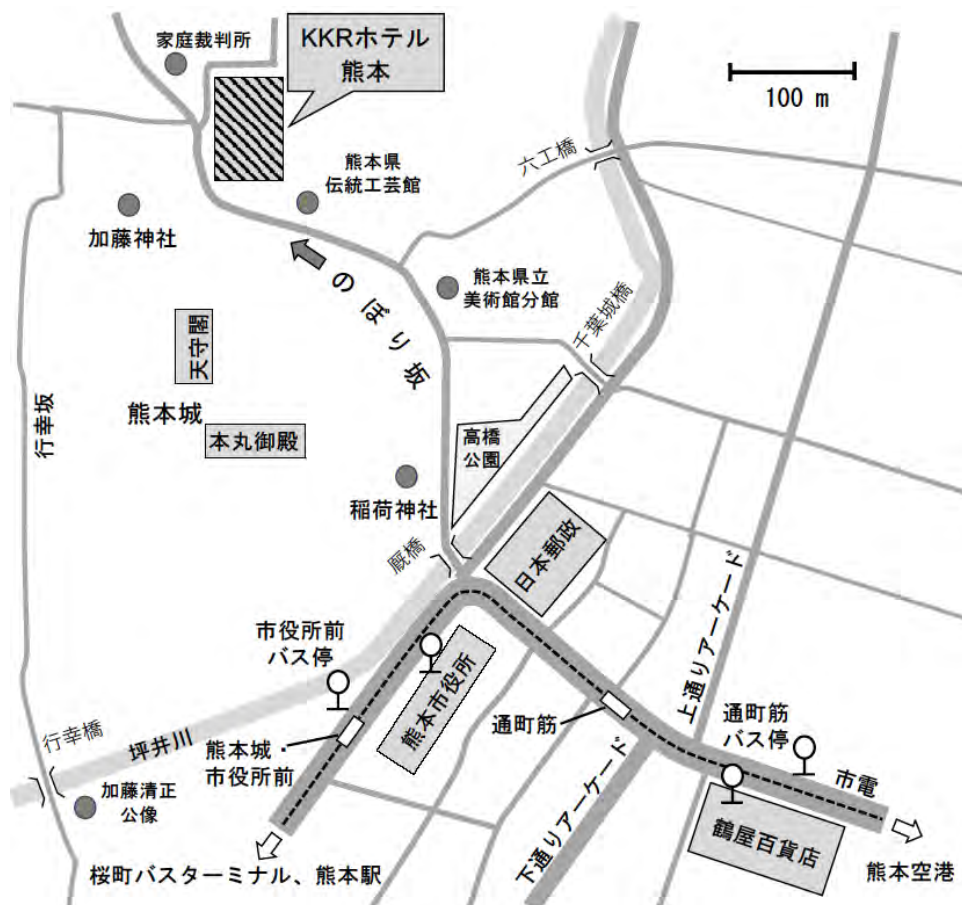 家庭裁判所
KKRホテル
熊本
100 m
六工橋
熊本県
伝統工芸館
加藤神社
熊本県立
美術館分館
のぼり坂
千葉城橋
天守閣
熊本城
本丸御殿
行幸坂
高橋
公園
稲荷神社
厩橋
日本郵政
上通りアーケード
市役所前
バス停
熊本市役所
通町筋
通町筋
バス停
行幸橋
坪井川
熊本城・
市役所前
下通りアーケード
市電
加藤清正
公像
鶴屋百貨店
桜町バスターミナル、熊本駅
熊本空港